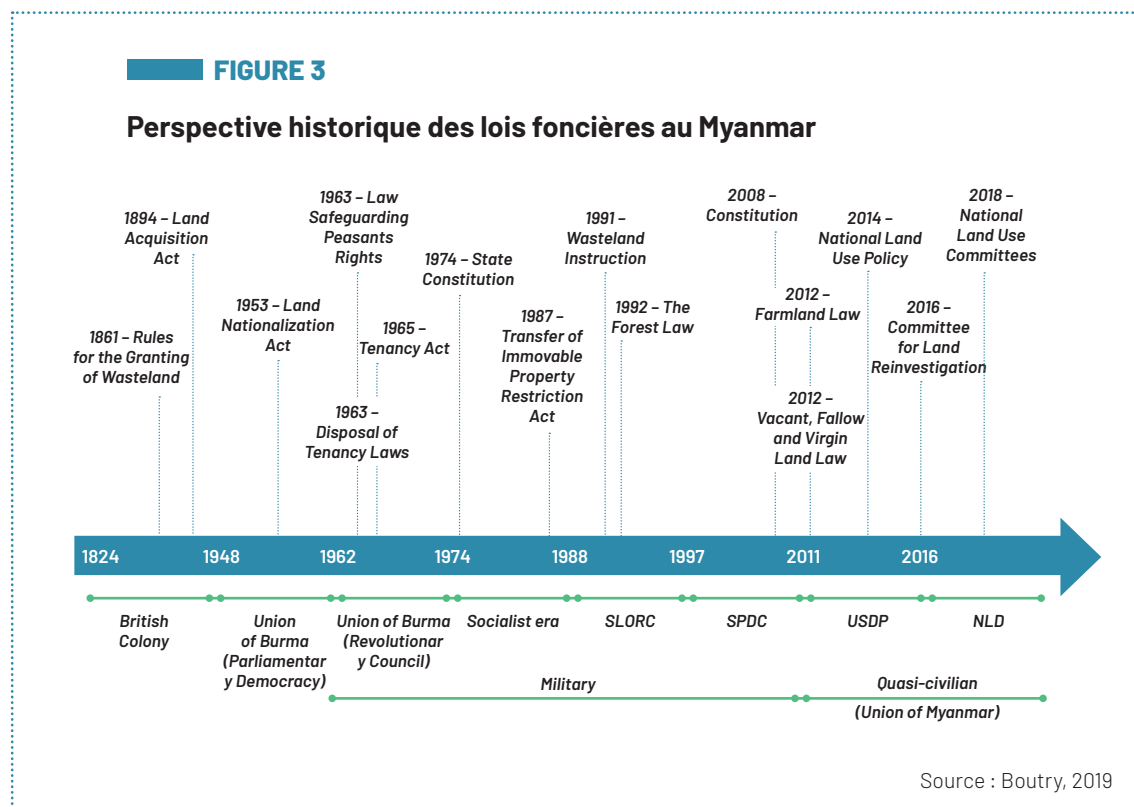 FIGURE 3
Perspective historique des lois foncières au Myanmar
1861 – Rules
for the Granting
of Wasteland
1894 – Land
Acquisition
Act
1953 – Land
Nationalization
Act
1963 – Law
Safeguarding
Peasants
Rights
1963 –
Disposal of
Tenancy Laws
1965 –
Tenancy Act
1974 – State
Constitution
1987 –
Transfer of
Immovable
Property
Restriction
Act
1991 –
Wasteland
Instruction
1992 – The
Forest Law
2008 –
Constitution
2012 –
Farmland Law
2012 –
Vacant, Fallow
and Virgin
Land Law
2014 –
National Land
Use Policy
2016 –
Committee
for Land
Reinvestigation
2018 –
National
Land Use
Committees
1824 1948 1962 1974 1988 1997 2011 2016
British
Colony
Union
of Burma
(Parliamentar
y Democracy)
Union of Burma
(Revolutionar
y Council)
Socialist era
SLORC
SPDC
USDP
NLD
Military
Quasi-civilian
(Union of Myanmar)
Source : Boutry, 2019